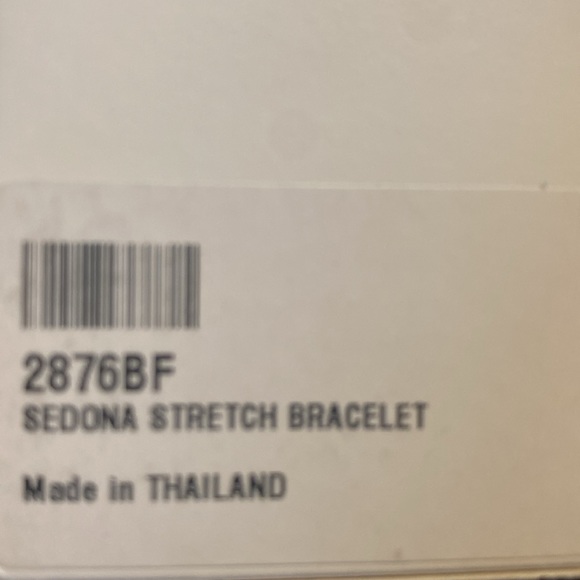 2876BF
SEDONA STRETCH BRACELET
Made in THAILAND